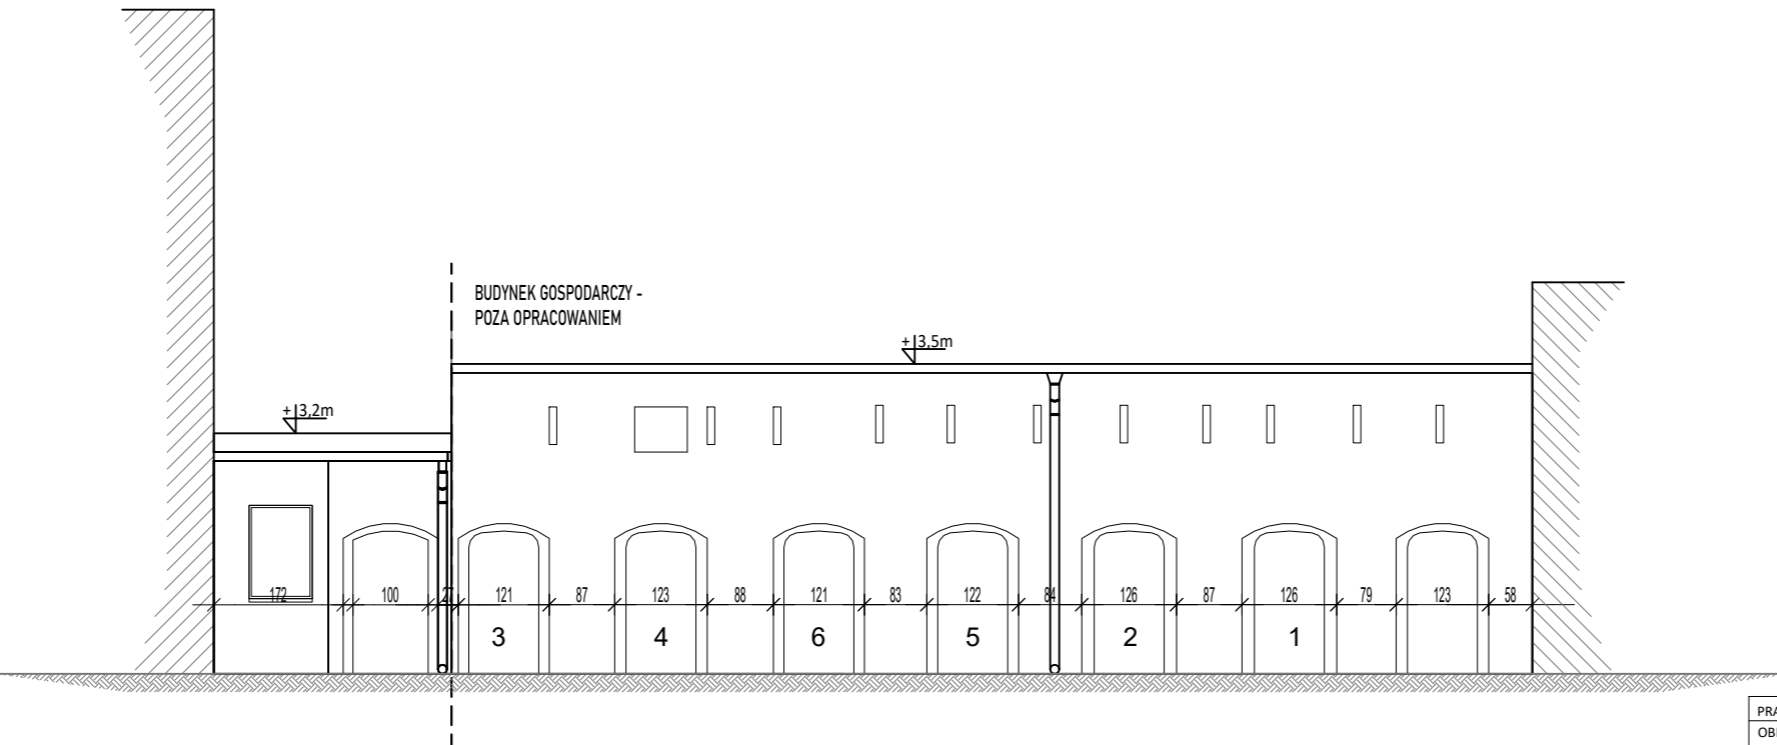 BUDYNEK GOSPODARCZY -
POZA OPRACOWANIEM
+3,5m
+3,2m
172 100 27 121 87 123 88 121 83 122 84 126 87 126 79 123 58
3 4 6 5 2 1
PRA
OBI